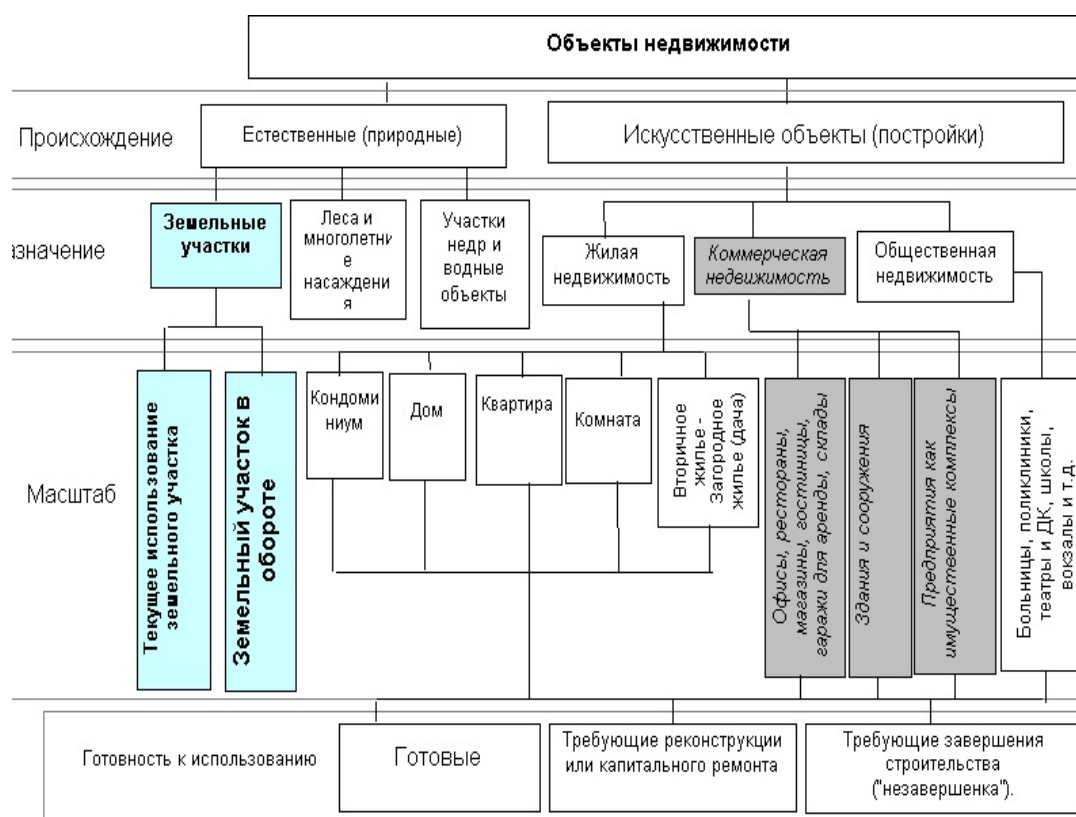 Объекты недвижимости
Происхождение
Естественные (природные)
Искусственные объекты (постройки)
азначение
Земельные
участки
Леса и
многолетни
е
насаждени
я
Участки
недр и
водные
объекты
Жилая
недвижимость
Коммерческая
недвижимость
Общественная
недвижимость
Масштаб
Текущее использование
земельного участка
Земельный участок в
обороте
Кондоми
ниум
Дом
Квартира
Комната
Вторичное
жилье -
Загородное
жилье (дача)
Офисы, рестораны,
магазины, гостиницы,
гаражи для аренды, склады
Здания и сооружения
Предприятия как
имущественные комплексы
Больницы, поликлиники,
театры и ДК, школы,
вокзалы и т.д.
Готовность к использованию
Готовые
Требующие реконструкции
или капитального ремонта
Требующие завершения
строительства
("незавершенка").